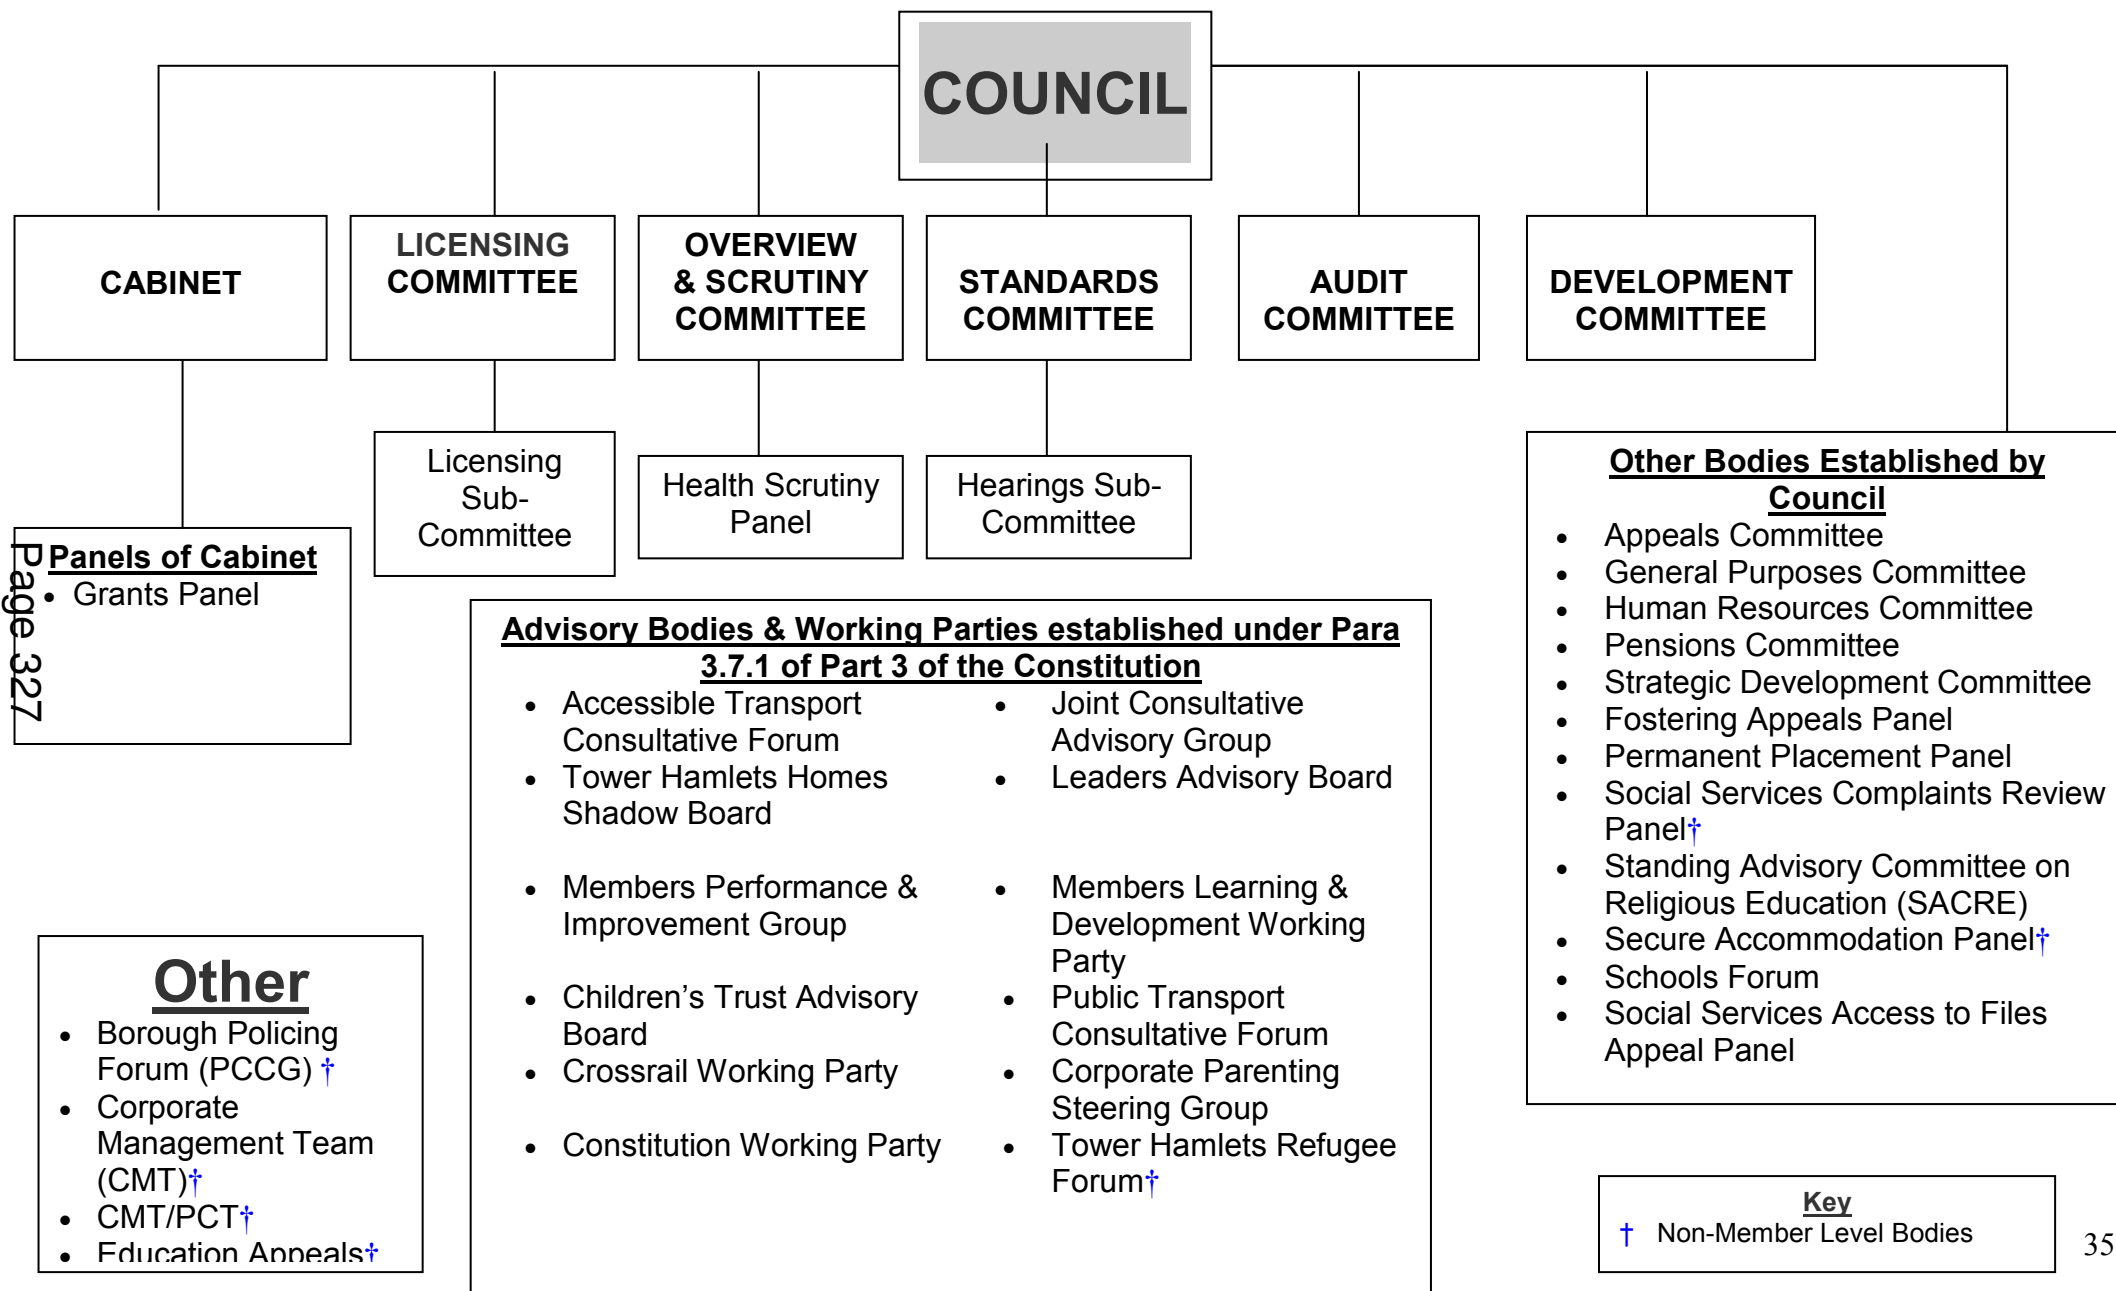 COUNCIL
CABINET
LICENSING
COMMITTEE
OVERVIEW
& SCRUTINY
COMMITTEE
STANDARDS
COMMITTEE
AUDIT
COMMITTEE
DEVELOPMENT
COMMITTEE
Licensing
Sub-
Committee
Health Scrutiny
Panel
Hearings Sub-
Committee
Panels of Cabinet
• Grants Panel
Page 327
Other Bodies Established by
Council
• Appeals Committee
• General Purposes Committee
• Human Resources Committee
• Pensions Committee
• Strategic Development Committee
• Fostering Appeals Panel
• Permanent Placement Panel
• Social Services Complaints Review
Panel†
• Standing Advisory Committee on
Religious Education (SACRE)
• Secure Accommodation Panel†
• Schools Forum
• Social Services Access to Files
Appeal Panel
Advisory Bodies & Working Parties established under Para
3.7.1 of Part 3 of the Constitution
• Accessible Transport
Consultative Forum
• Tower Hamlets Homes
Shadow Board
• Members Performance &
Improvement Group
• Children’s Trust Advisory
Board
• Crossrail Working Party
• Constitution Working Party
• Joint Consultative
Advisory Group
• Leaders Advisory Board
• Members Learning &
Development Working
Party
• Public Transport
Consultative Forum
• Corporate Parenting
Steering Group
• Tower Hamlets Refugee
Forum†
Other
• Borough Policing
Forum (PCCG) †
• Corporate
Management Team
(CMT)†
• CMT/PCT†
• Education Appeals†
Key
† Non-Member Level Bodies
35